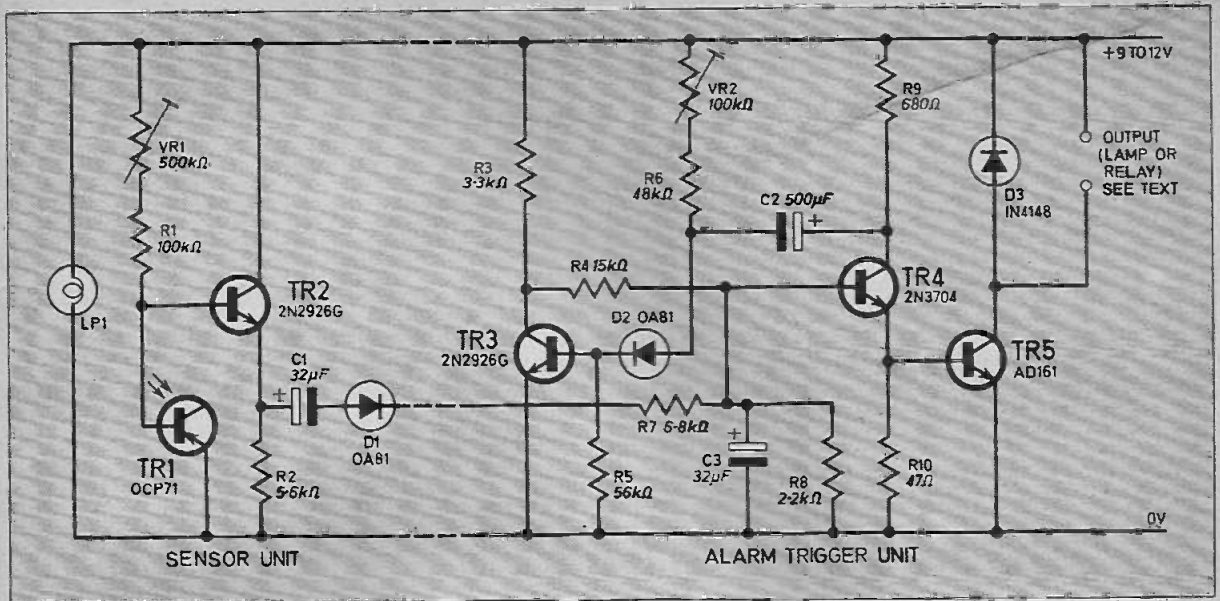 +9 TO 12V
VR1
500kΩ
R1
100kΩ
LP1
TR2
2N2926G
C1
32µF
+
D1
OA81
TR1
OCP71
R2
5·6kΩ
R3
3·3kΩ
R4 15kΩ
TR3
2N2926G
D2 OA81
VR2
100kΩ
R6
48kΩ
C2 500µF
+
R7 6·8kΩ
R5
56kΩ
+
C3
32µF
R8
2·2kΩ
R9
680Ω
TR4
2N3704
R10
47Ω
TR5
AD161
D3
IN4148
OUTPUT
(LAMP OR
RELAY)
SEE TEXT
0V
SENSOR UNIT
ALARM TRIGGER UNIT